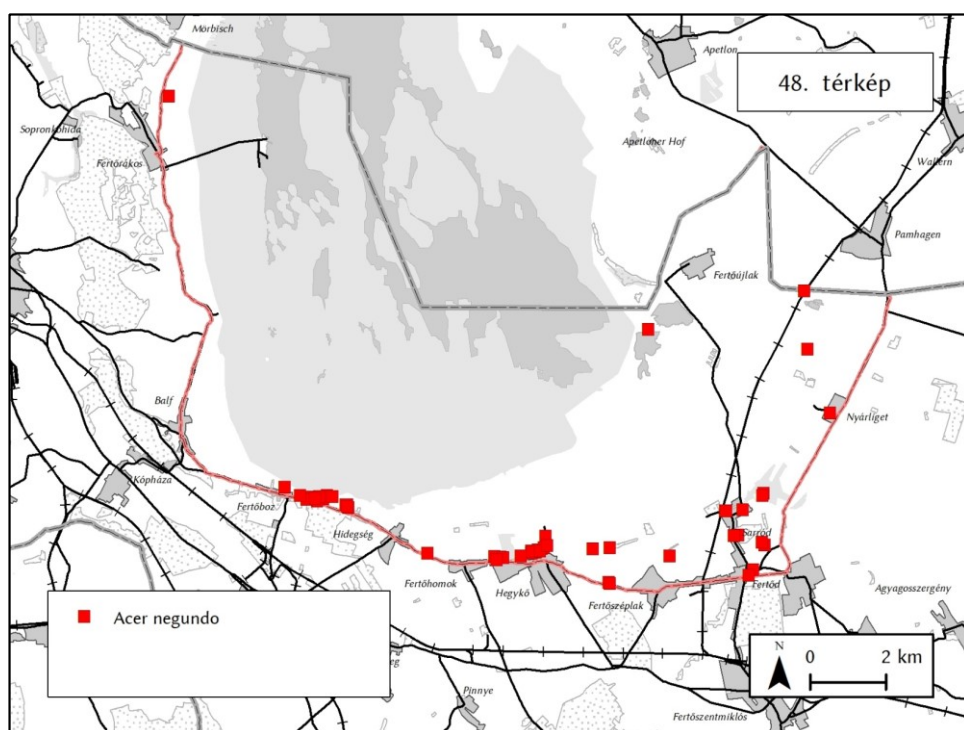 Mörbisch
Apetlon
48. térkép
Sopronkőhida
Fertőrákos
Apetloner Hof
Wallern
Pamhagen
Fertőújlak
Balf
Nyárliget
Kópháza
Fertőboz
Hidegség
Sarród
Fertőhomok
Hegykő
Fertőszéplak
Fertőd
Agyagosszergény
Acer negundo
N
0 2 km
Pinnye
Fertőszentmiklós